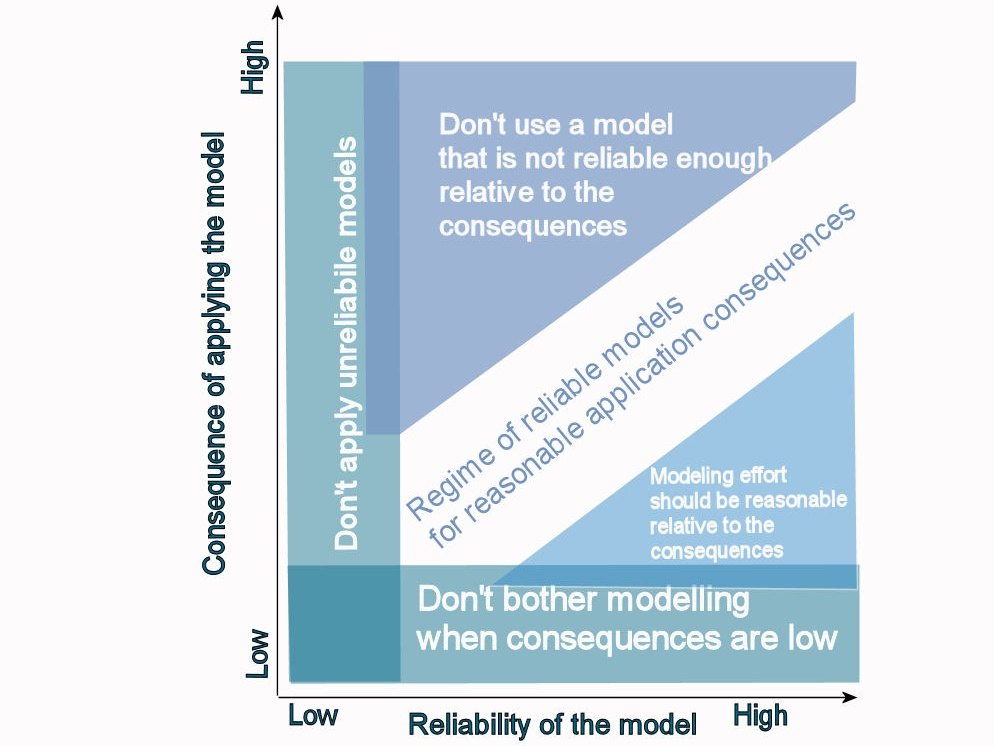 High
Consequence of applying the model
Low
Don't apply unreliabile models
Don't use a model
that is not reliable enough
relative to the
consequences
Regime of reliable models
for reasonable application consequences
Modeling effort
should be reasonable
relative to the
consequences
Don't bother modelling
when consequences are low
Low
Reliability of the model
High